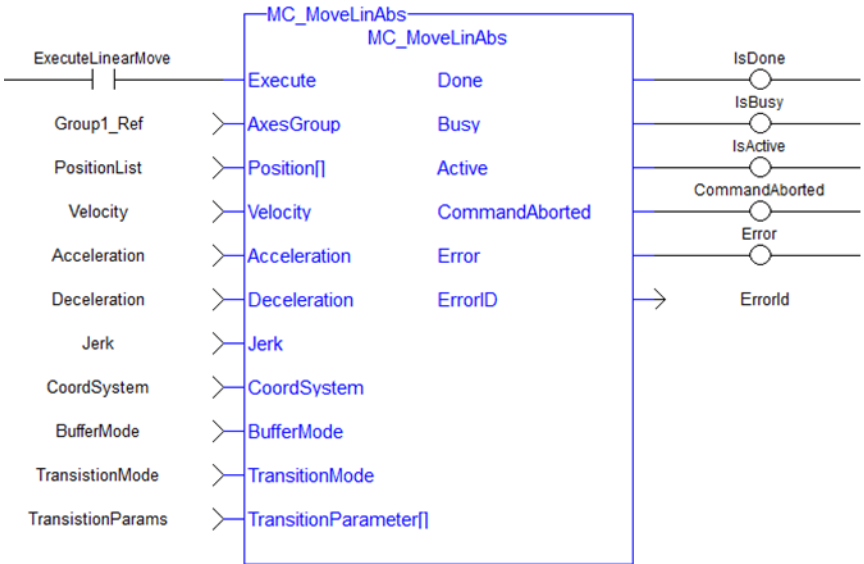 MC_MoveLinAbs
MC_MoveLinAbs
ExecuteLinearMove
Execute
Done
IsDone
Group1_Ref
AxesGroup
Busy
IsBusy
PositionList
Position[]
Active
IsActive
Velocity
Velocity
CommandAborted
CommandAborted
Acceleration
Acceleration
Error
Error
Deceleration
Deceleration
ErrorID
ErrorId
Jerk
Jerk
CoordSystem
CoordSystem
BufferMode
BufferMode
TransistionMode
TransitionMode
TransistionParams
TransitionParameter[]